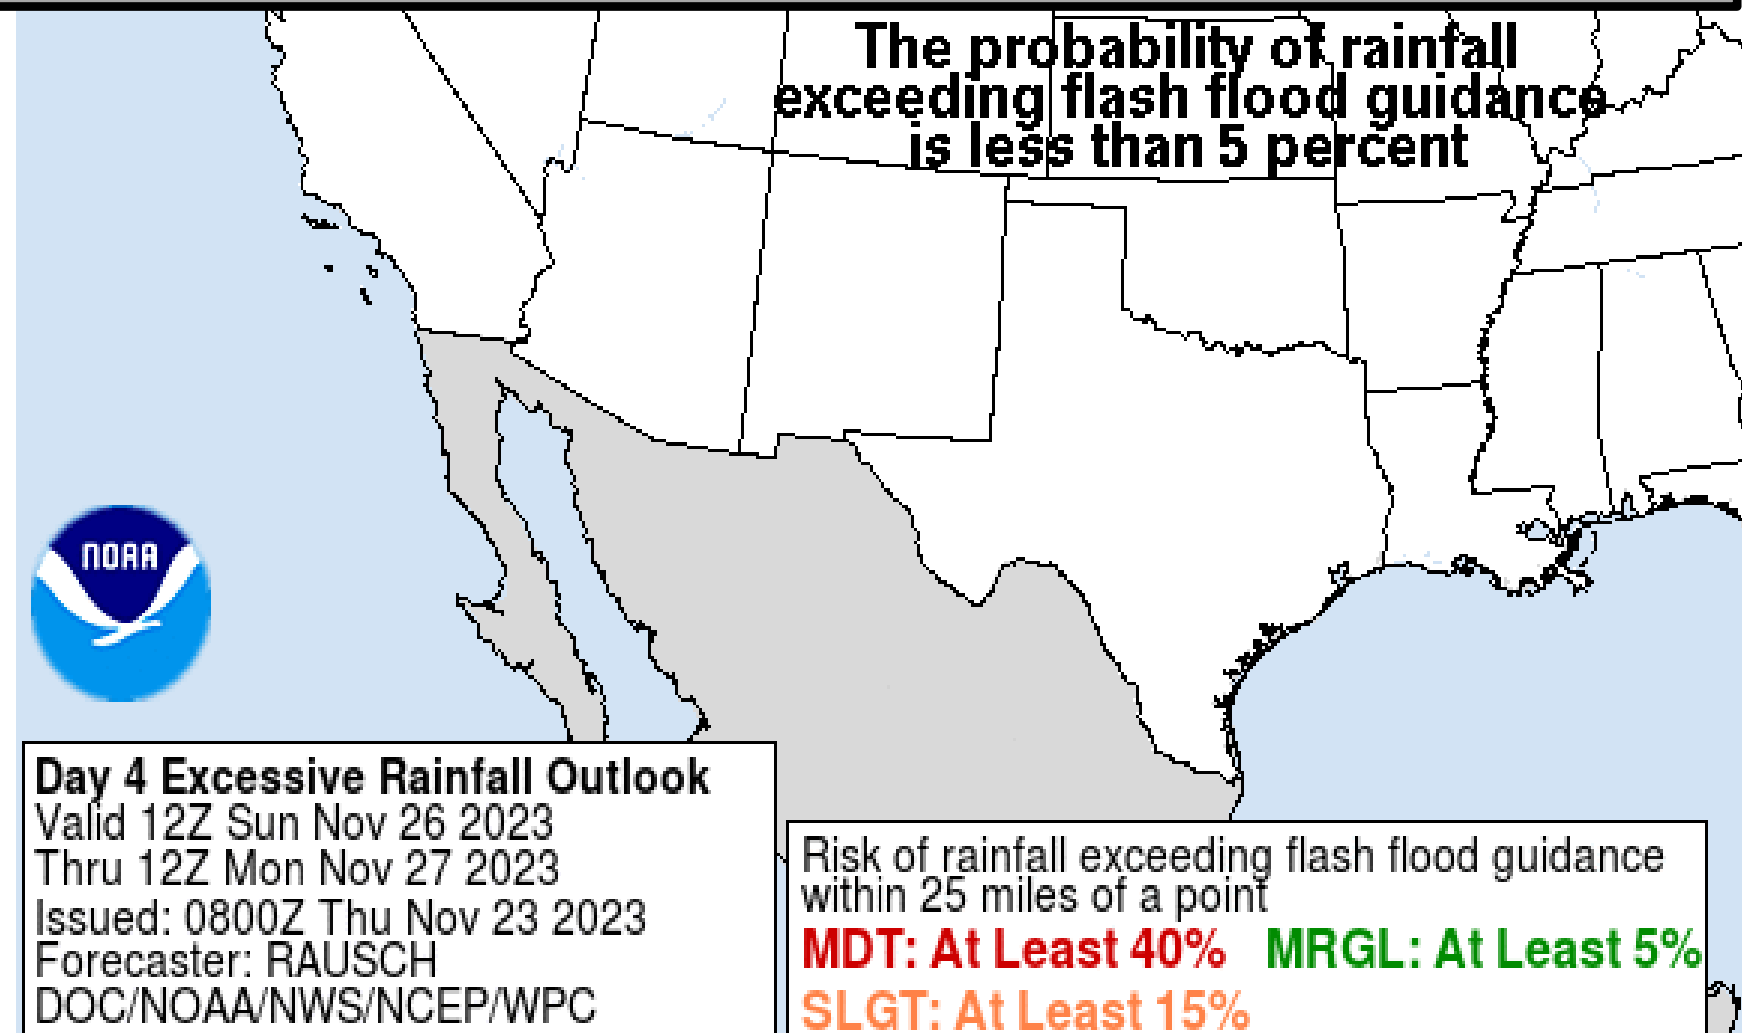 The probability of rainfall
exceeding flash flood guidance
is less than 5 percent
NOAA
Day 4 Excessive Rainfall Outlook
Valid 12Z Sun Nov 26 2023
Thru 12Z Mon Nov 27 2023
Issued: 0800Z Thu Nov 23 2023
Forecaster: RAUSCH
DOC/NOAA/NWS/NCEP/WPC
Risk of rainfall exceeding flash flood guidance
within 25 miles of a point
MDT: At Least 40% MRGL: At Least 5%
SLGT: At Least 15%